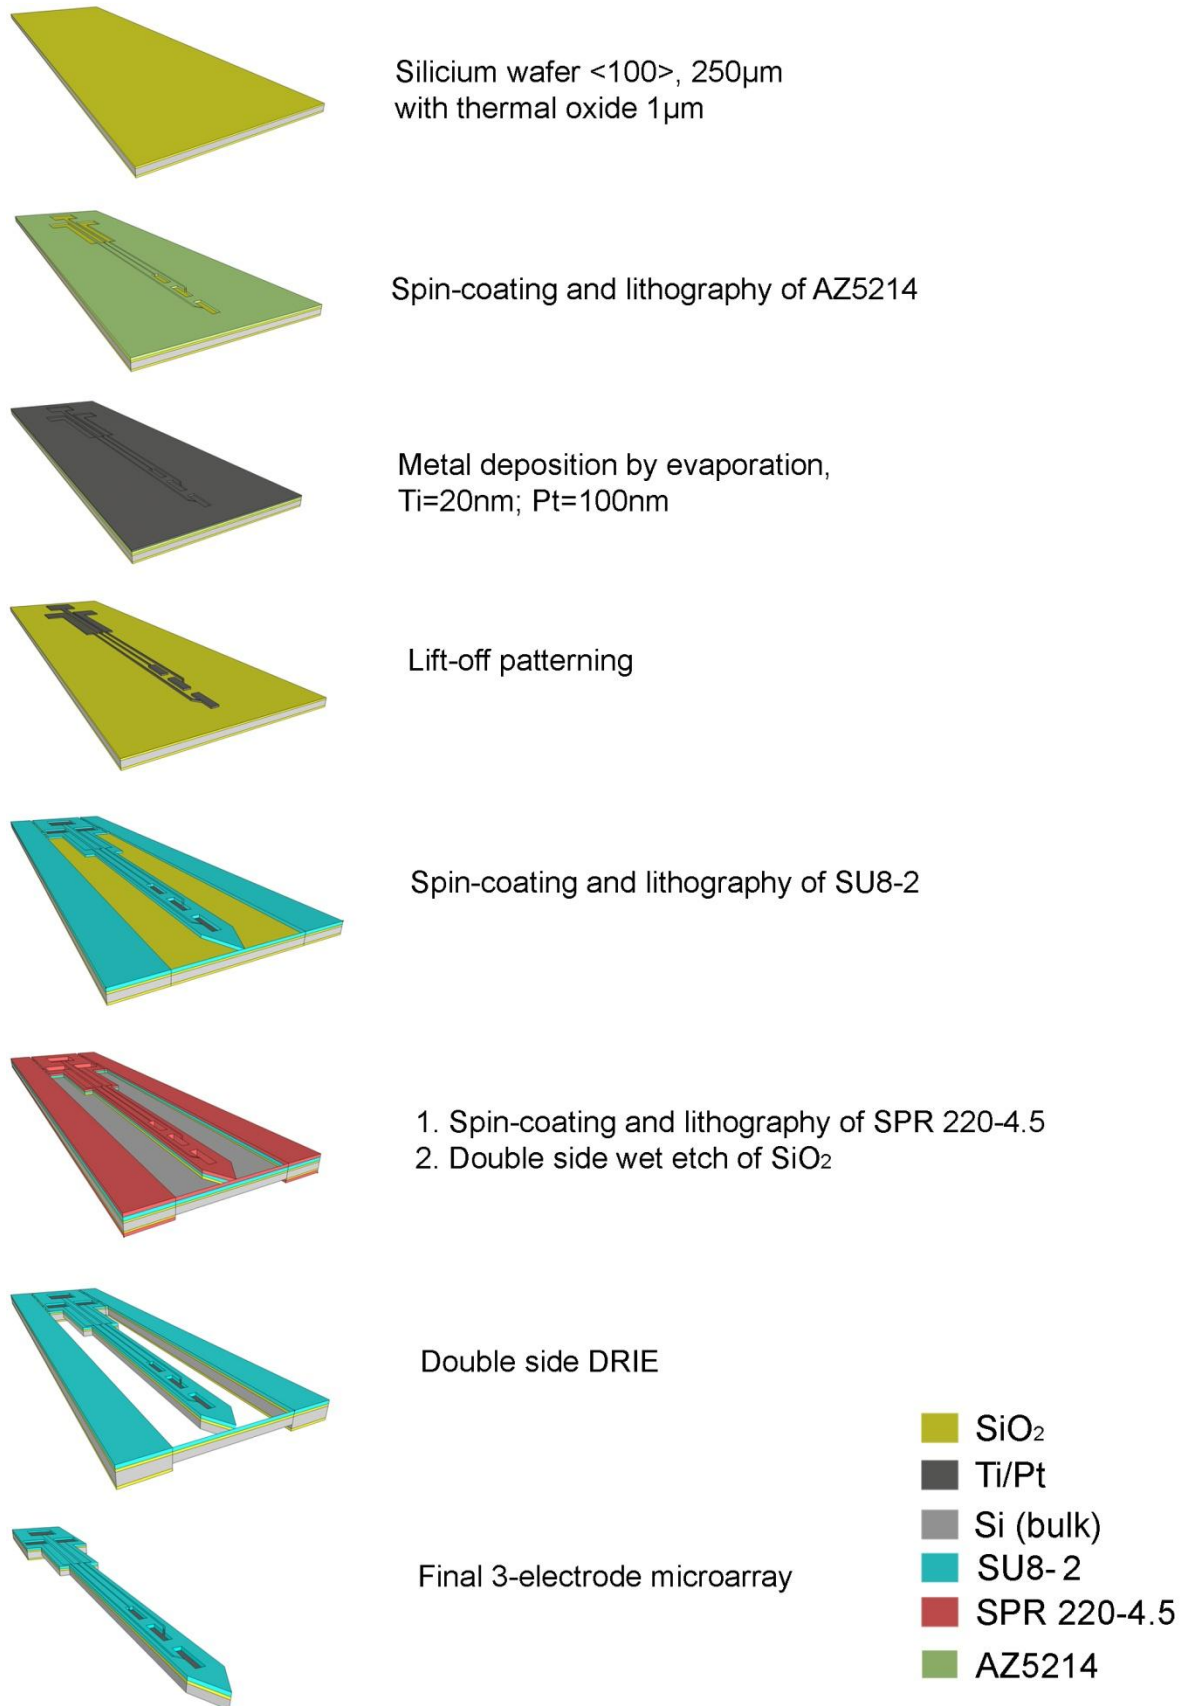 Silicium wafer <100>, 250µm
with thermal oxide 1µm
Spin-coating and lithography of AZ5214
Metal deposition by evaporation,
Ti=20nm; Pt=100nm
Lift-off patterning
Spin-coating and lithography of SU8-2
1. Spin-coating and lithography of SPR 220-4.5
2. Double side wet etch of SiO₂
Double side DRIE
Final 3-electrode microarray
SiO₂
Ti/Pt
Si (bulk)
SU8- 2
SPR 220-4.5
AZ5214